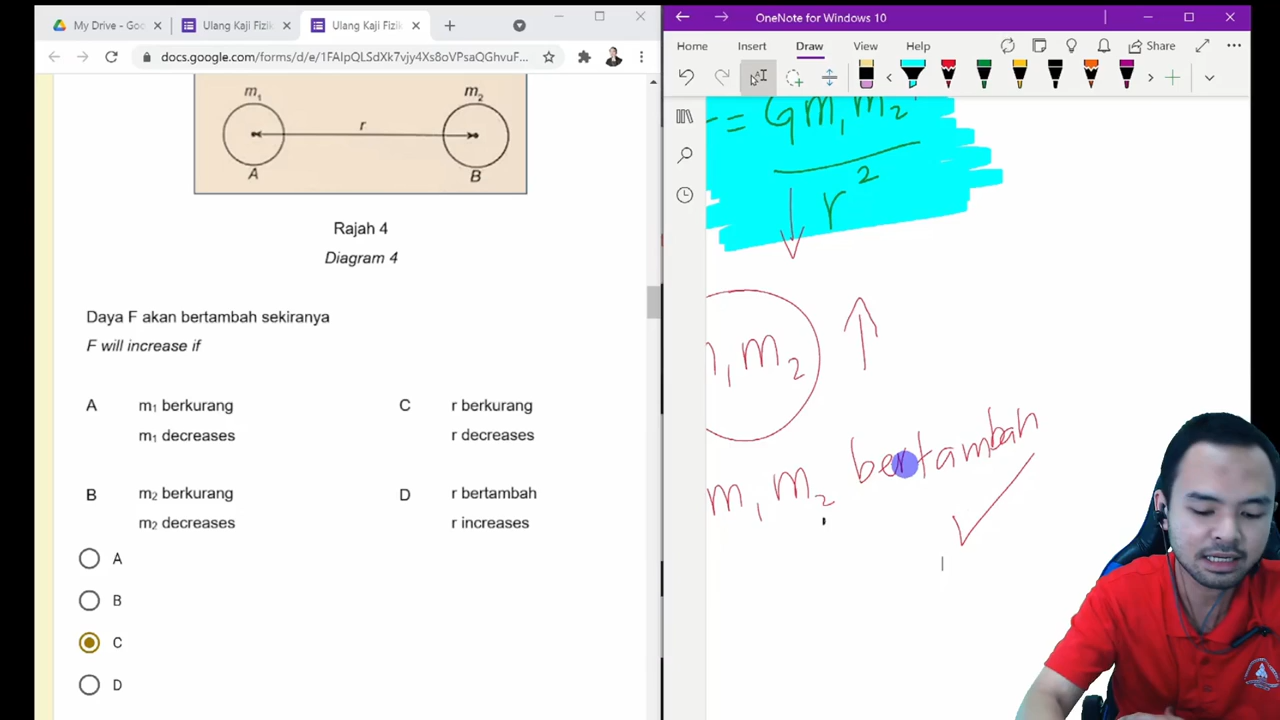 My Drive - Goo
Ulang Kaji Fizik
Ulang Kaji Fizik
docs.google.com/forms/d/e/1FAIpQLSdXk7vjy4Xs8oVPsaQGhvuF...
m₁
m₂
r
A
B
Rajah 4
Diagram 4
Daya F akan bertambah sekiranya
F will increase if
A m₁ berkurang
m₁ decreases
C r berkurang
r decreases
B m₂ berkurang
m₂ decreases
D r bertambah
r increases
A
B
C
D
OneNote for Windows 10
Home Insert Draw View Help Share
= Gm₁m₂
r²
m₂
m₁m₂ bertambah